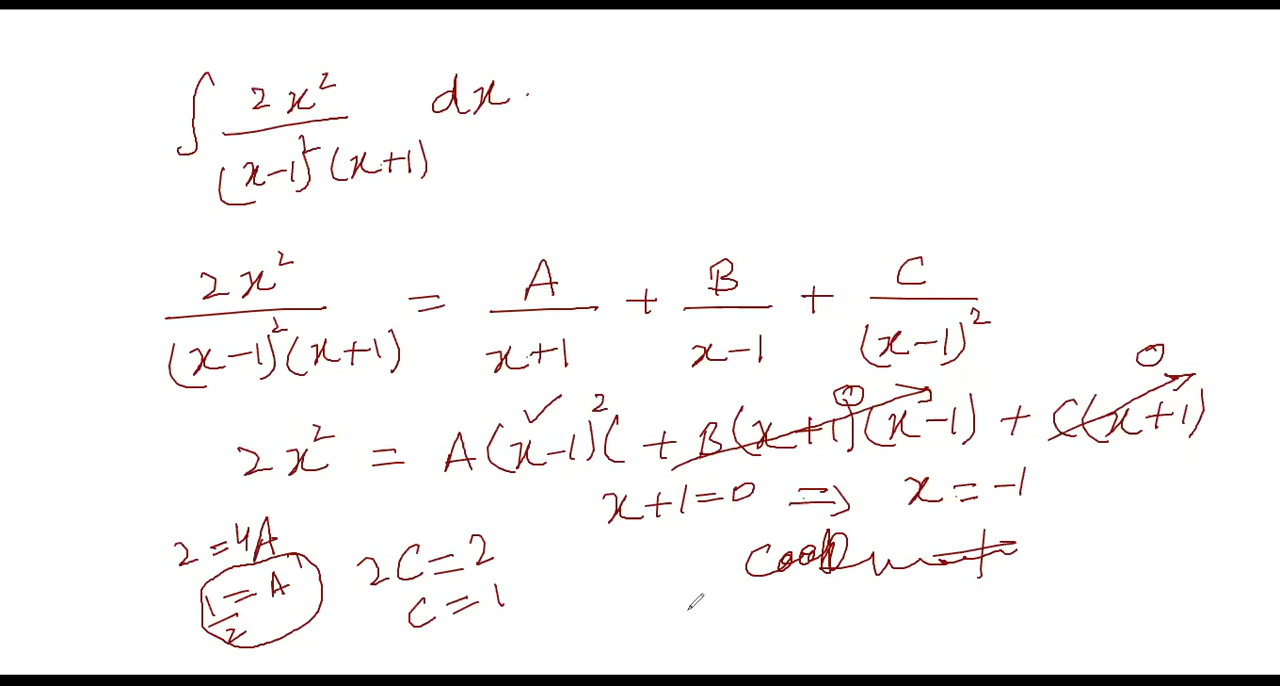 ∫ 2x² / (x-1)² (x+1) dx.
2x² / (x-1)² (x+1) = A / x+1 + B / x-1 + C / (x-1)²
2x² = A (x-1)² ( + B (x+1) (x-1) + C (x+1)
0 0
x+1=0 ⇒ x = -1
2 = 4A
1/2 = A
2C = 2
C = 1